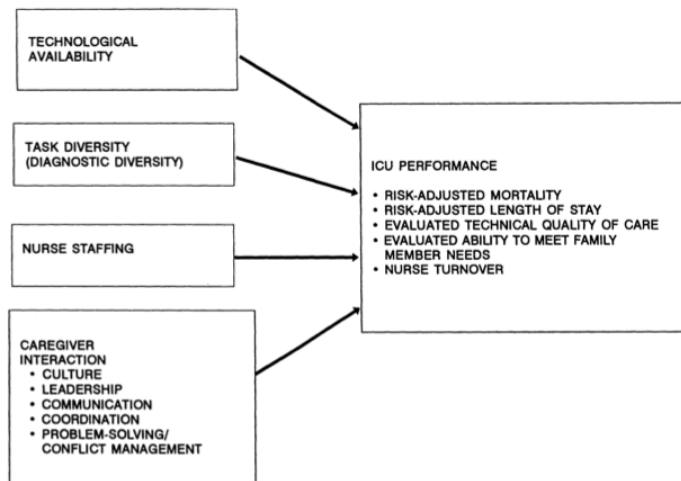 TECHNOLOGICAL
AVAILABILITY
TASK DIVERSITY
(DIAGNOSTIC DIVERSITY)
NURSE STAFFING
CAREGIVER
INTERACTION
• CULTURE
• LEADERSHIP
• COMMUNICATION
• COORDINATION
• PROBLEM-SOLVING/
CONFLICT MANAGEMENT
ICU PERFORMANCE
• RISK-ADJUSTED MORTALITY
• RISK-ADJUSTED LENGTH OF STAY
• EVALUATED TECHNICAL QUALITY OF CARE
• EVALUATED ABILITY TO MEET FAMILY
MEMBER NEEDS
• NURSE TURNOVER